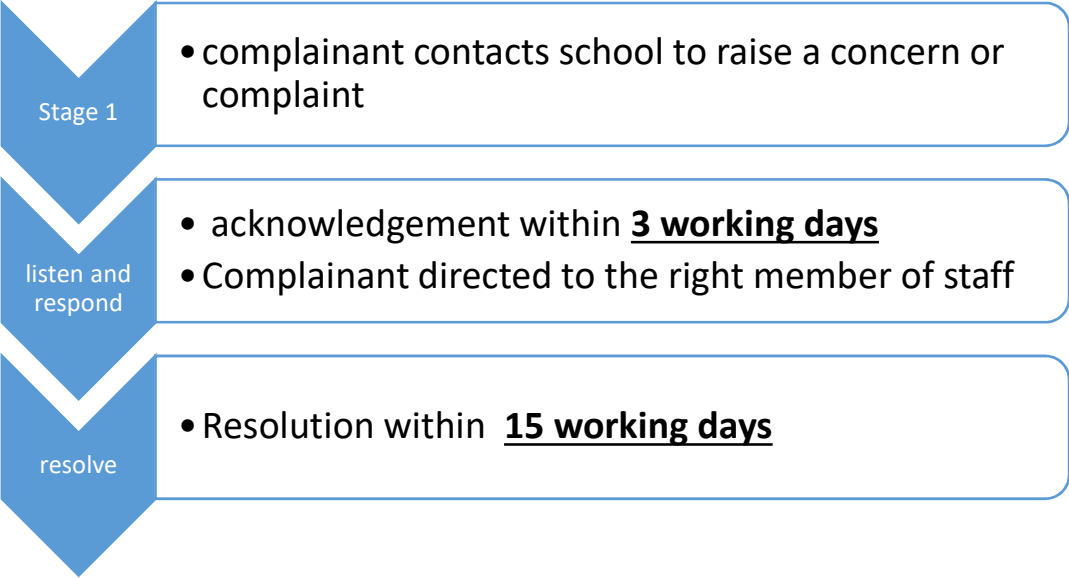 Stage 1
•complainant contacts school to raise a concern or
complaint
listen and
respond
• acknowledgement within 3 working days
•Complainant directed to the right member of staff
resolve
•Resolution within 15 working days